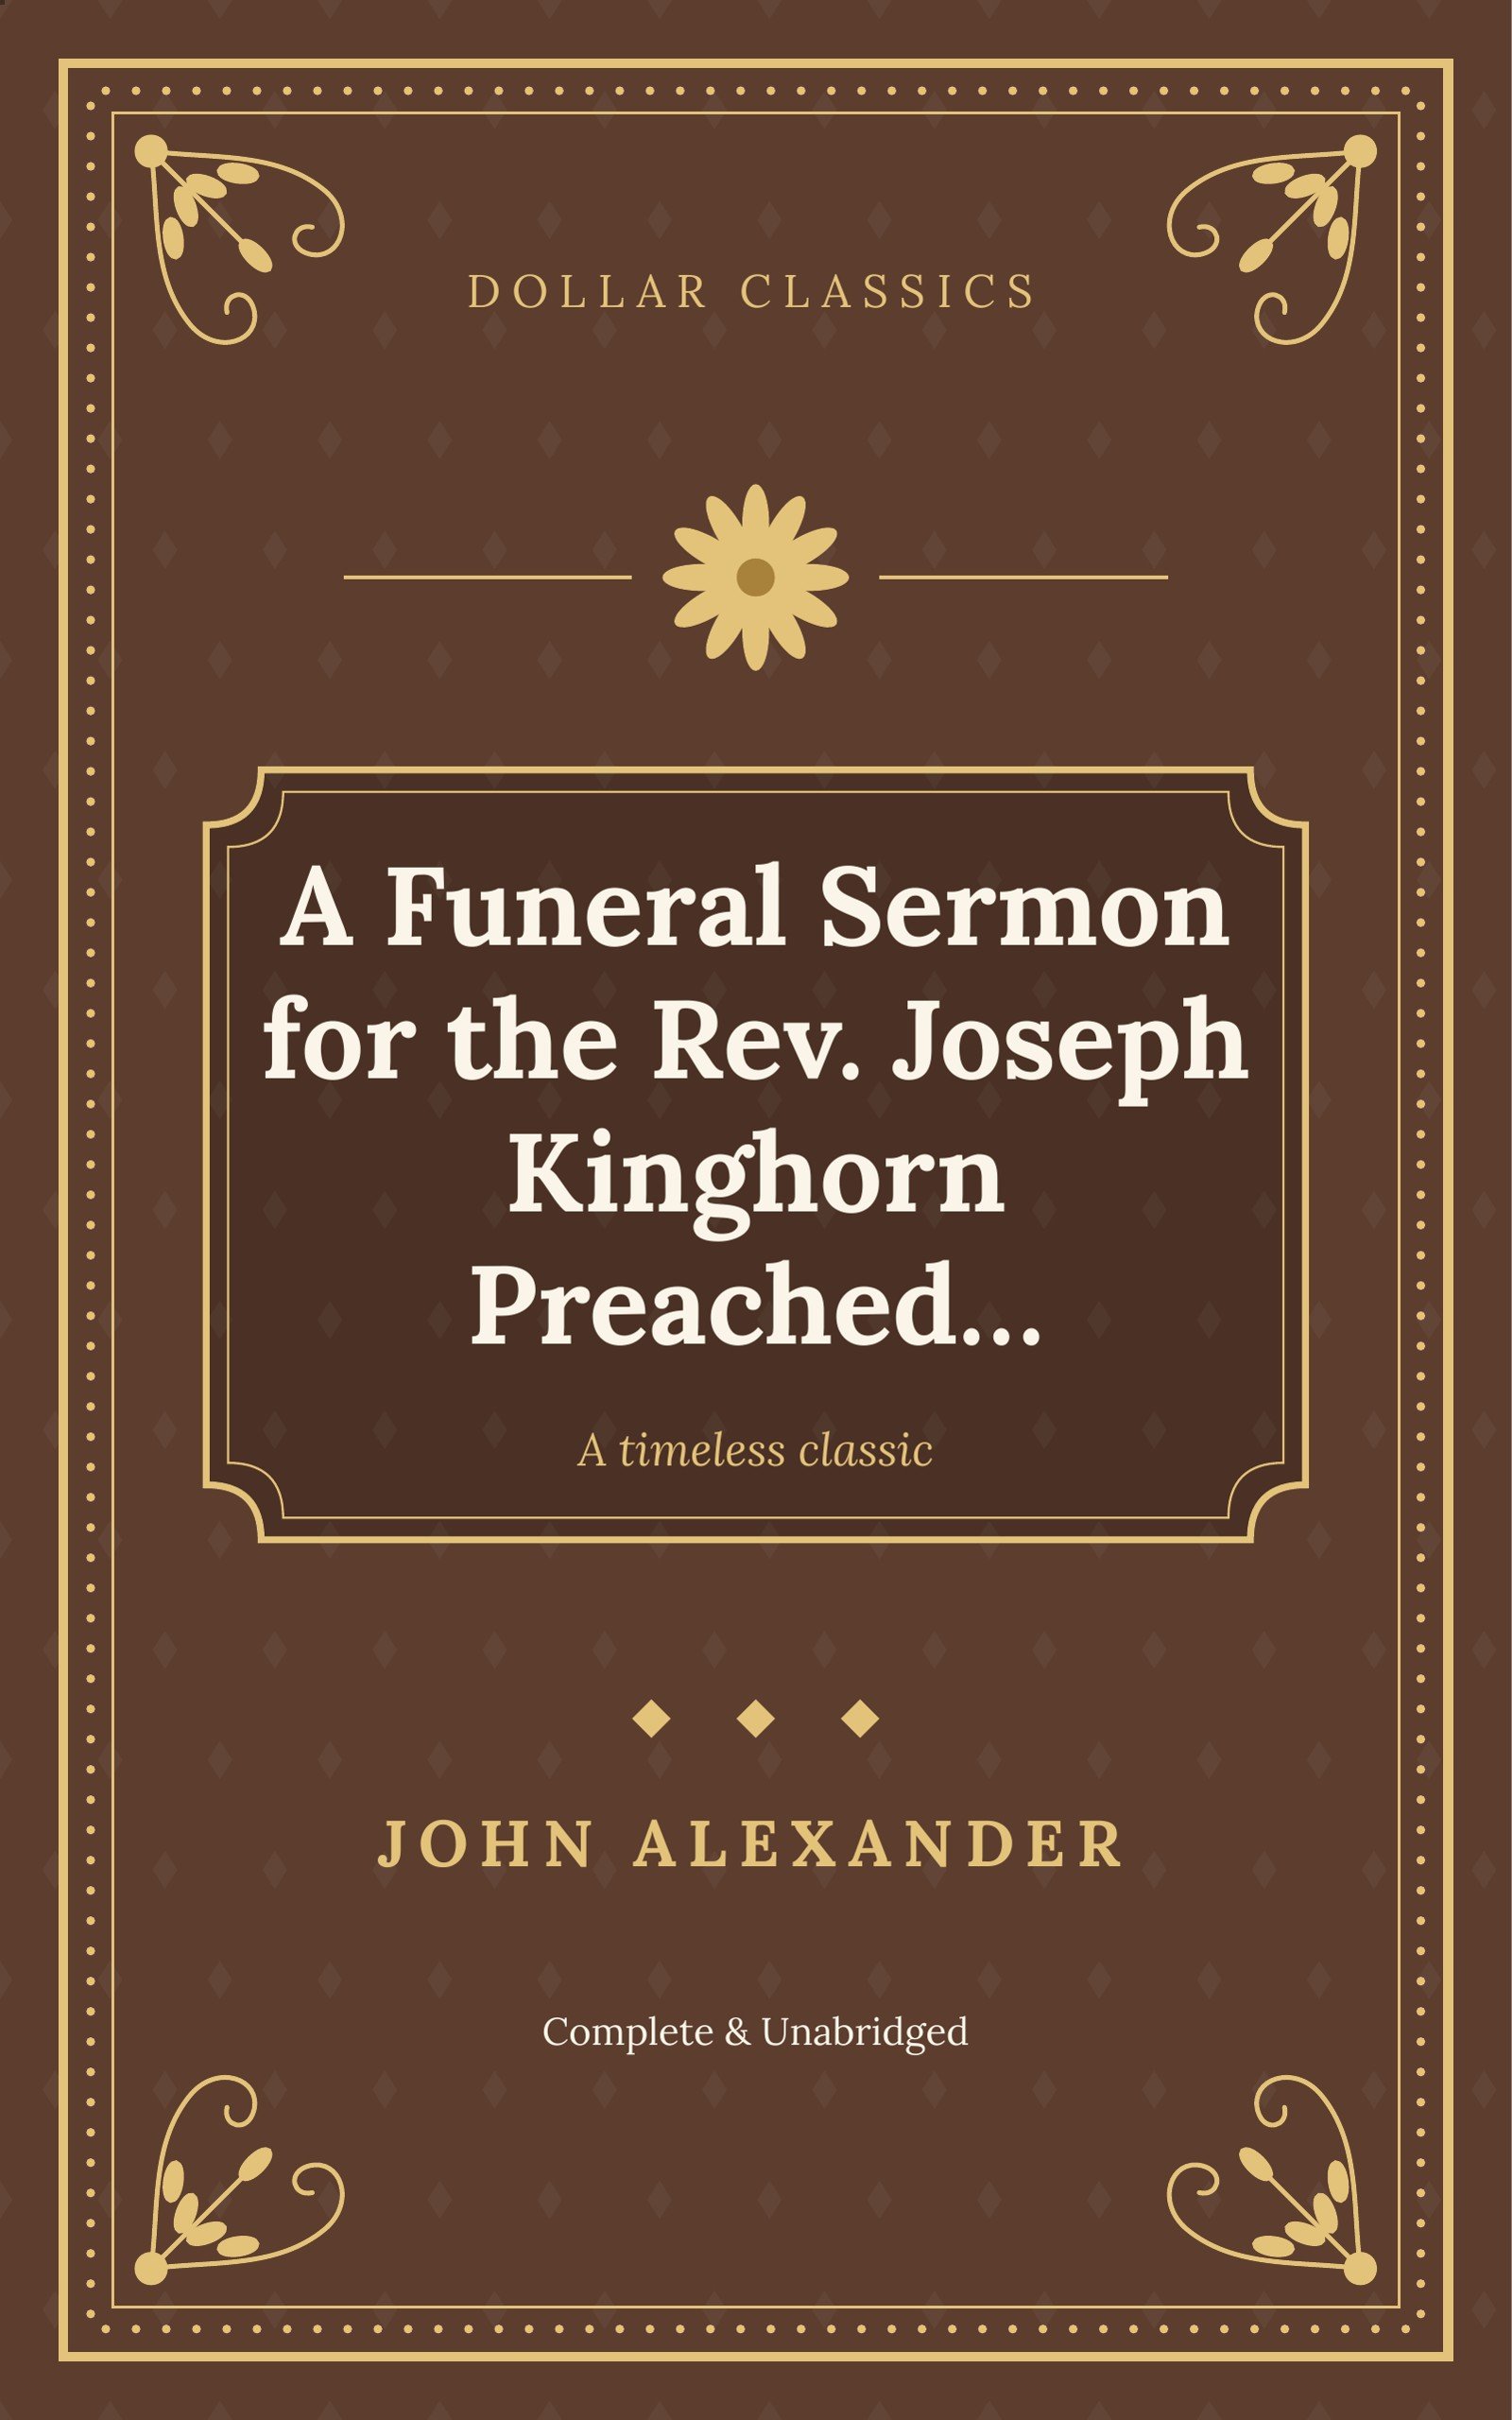 DOLLAR CLASSICS
A Funeral Sermon
for the Rev. Joseph
Kinghorn
Preached...
A timeless classic
JOHN ALEXANDER
Complete & Unabridged